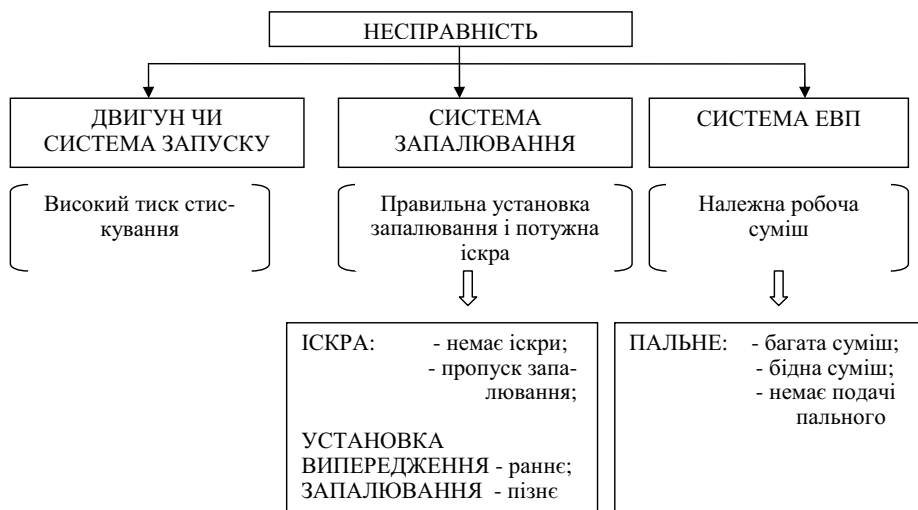 НЕСПРАВНІСТЬ
ДВИГУН ЧИ
СИСТЕМА ЗАПУСКУ
СИСТЕМА
ЗАПАЛЮВАННЯ
СИСТЕМА ЕВП
Високий тиск стис-
кування
Правильна установка
запалювання і потужна
іскра
Належна робоча
суміш
ІСКРА: - немає іскри;
- пропуск запа-
лювання;
УСТАНОВКА
ВИПЕРЕДЖЕННЯ - раннє;
ЗАПАЛЮВАННЯ - пізнє
ПАЛЬНЕ: - багата суміш;
- бідна суміш;
- немає подачі
пального